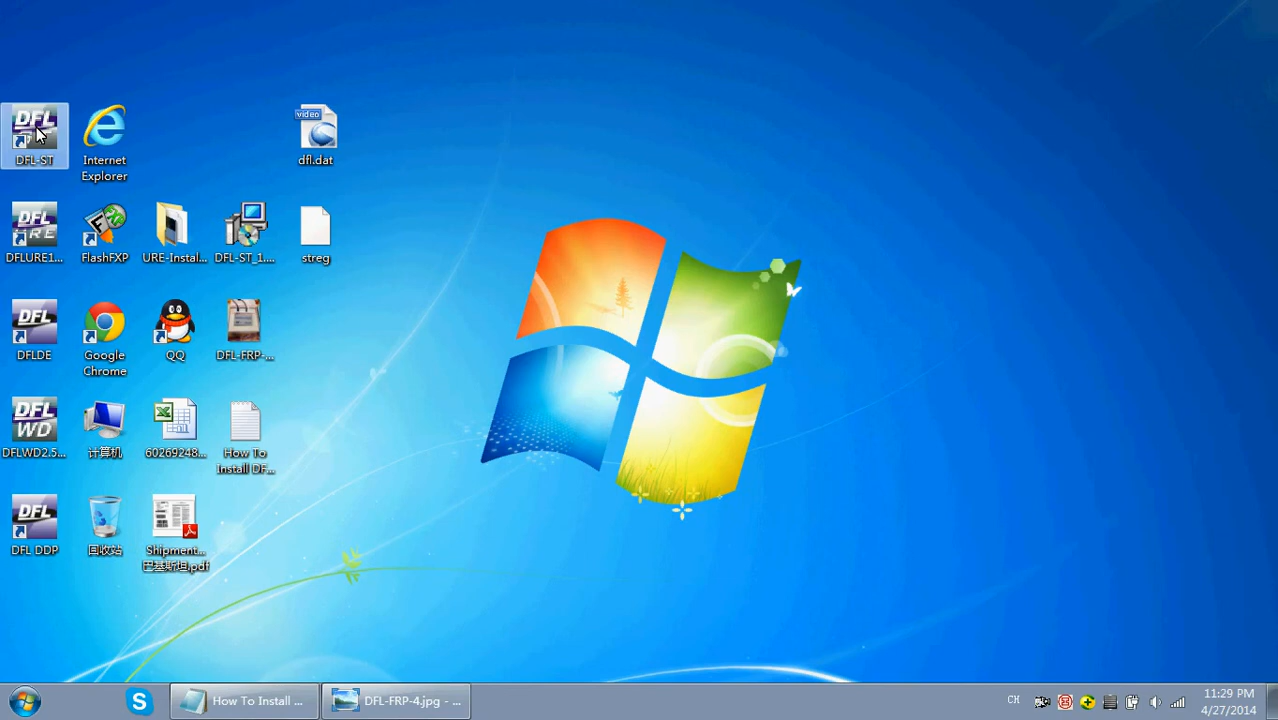 DFL
DFL-ST
Internet
Explorer
video
dfl.dat
DFL
URE
DFLURE1...
FlashFXP
URE-Instal...
DFL-ST_1....
streg
DFL
DFLDE
Google
Chrome
QQ
DFL-FRP-...
DFL
WD
DFLWD2.5...
计算机
60269248...
How To
Install DF...
DFL
DFL DDP
回收站
Shipment...
巴基斯坦.pdf
How To Install ...
DFL-FRP-4.jpg - ...
CH
11:29 PM
4/27/2014